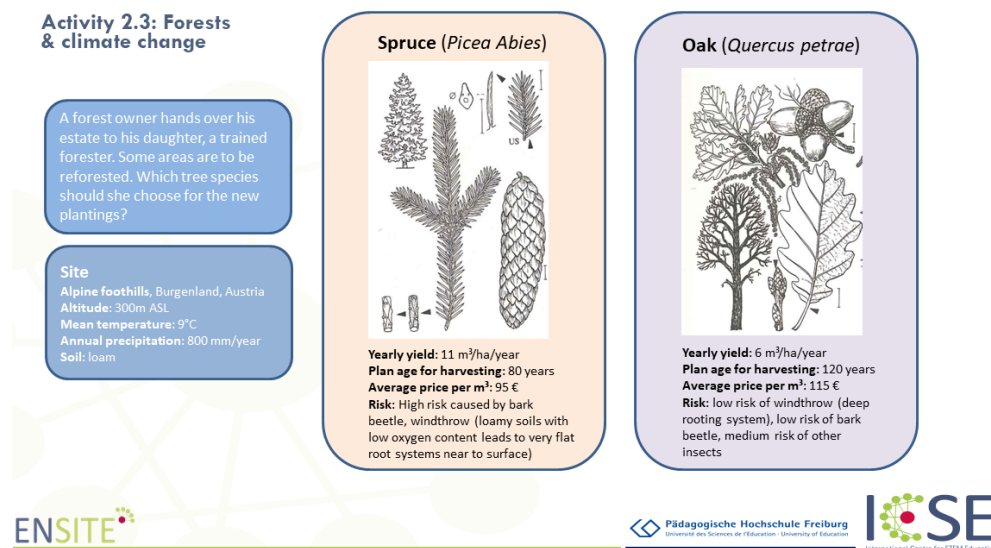 Activity 2.3: Forests
& climate change
A forest owner hands over his
estate to his daughter, a trained
forester. Some areas are to be
reforested. Which tree species
should she choose for the new
plantings?
Site
Alpine foothills, Burgenland, Austria
Altitude: 300m ASL
Mean temperature: 9°C
Annual precipitation: 800 mm/year
Soil: loam
Spruce (Picea Abies)
US
Yearly yield: 11 m³/ha/year
Plan age for harvesting: 80 years
Average price per m³: 95 €
Risk: High risk caused by bark
beetle, windthrow (loamy soils with
low oxygen content leads to very flat
root systems near to surface)
Oak (Quercus petrae)
Yearly yield: 6 m³/ha/year
Plan age for harvesting: 120 years
Average price per m³: 115 €
Risk: low risk of windthrow (deep
rooting system), low risk of bark
beetle, medium risk of other
insects
ENSITE
Pädagogische Hochschule Freiburg
Université des Sciences de l'Education · University of Education
ICSE